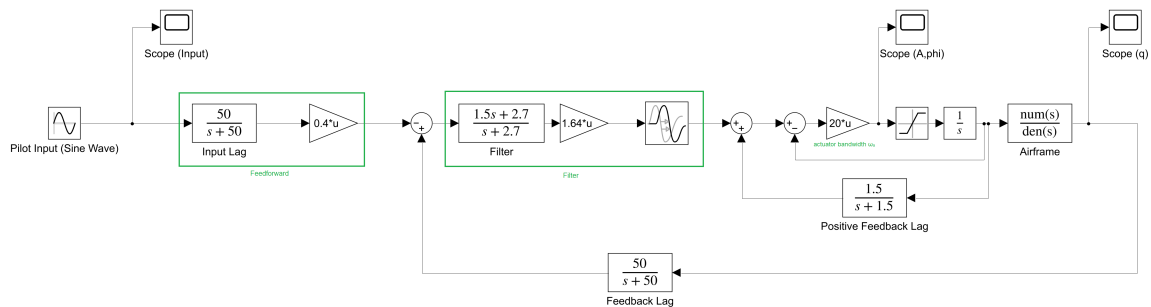 Scope (Input)
Scope (A,phi)
Scope (q)
Pilot Input (Sine Wave)
50
s + 50
Input Lag
0.4*u
Feedforward
+
+
1.5s + 2.7
s + 2.7
Filter
1.64*u
Filter
+
+
+
−
20*u
actuator bandwidth ωₐ
1
s
num(s)
den(s)
Airframe
1.5
s + 1.5
Positive Feedback Lag
50
s + 50
Feedback Lag